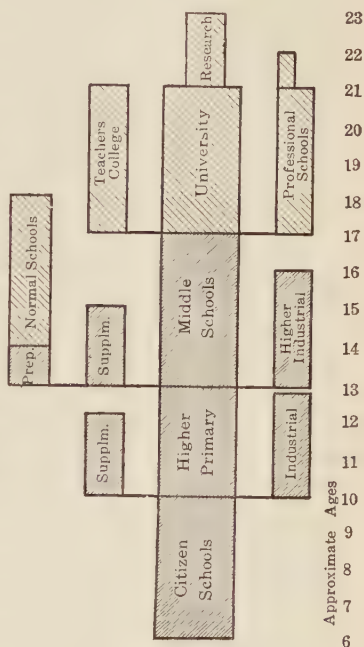 23
Research
22
21
Teachers
College
University
Professional
Schools
20
19
18
17
Normal Schools
Prep.
16
Supplm.
Middle
Schools
Higher
Industrial
15
14
13
Supplm.
Higher
Primary
Industrial
12
11
10
Citizen
Schools
Approximate Ages
9
8
7
6